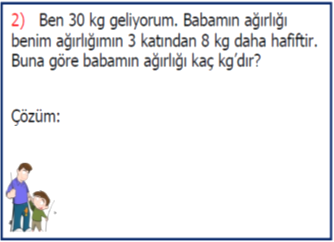 2) Ben 30 kg geliyorum. Babamın ağırlığı
benim ağırlığımın 3 katından 8 kg daha hafiftir.
Buna göre babamın ağırlığı kaç kg'dır?
Çözüm: